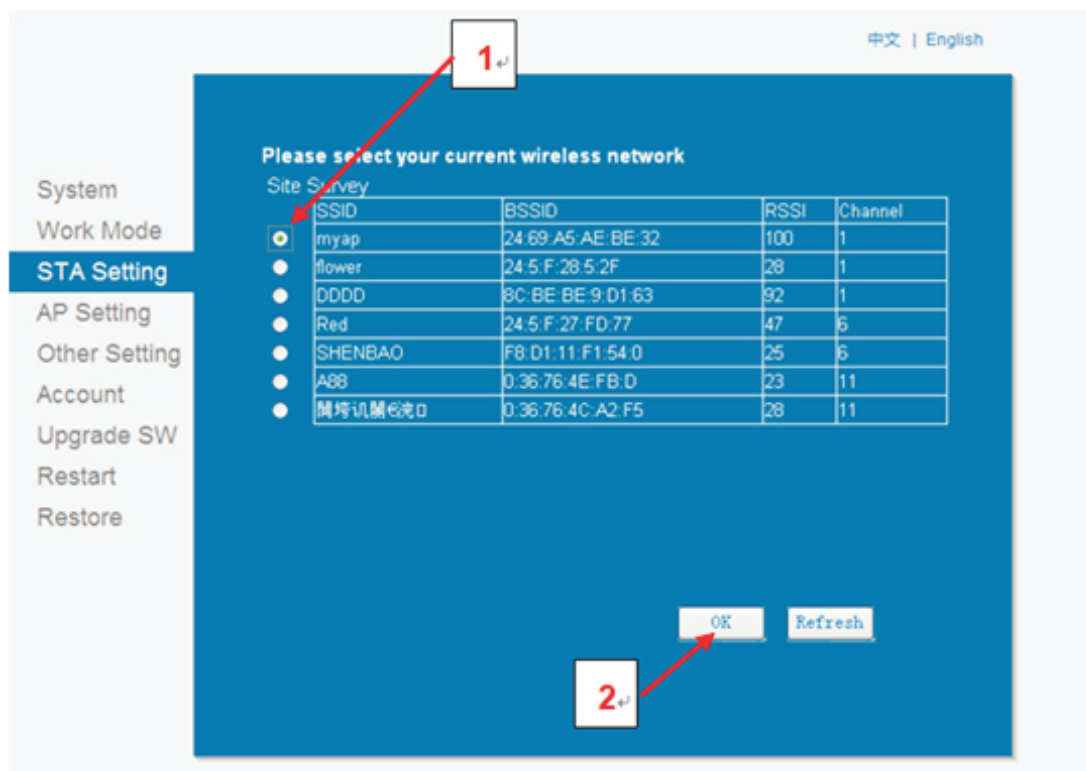 中文 | English
1
Please select your current wireless network
Site Survey
SSID BSSID RSSI Channel
myap 24:69:A5:AE:BE:32 100 1
flower 24:5:F:28:5:2F 28 1
DDDD 8C:BE:BE:9:D1:63 92 1
Red 24:5:F:27:FD:77 47 6
SHENBAO F8:D1:11:F1:54:0 25 6
A88 0:36:76:4E:FB:D 23 11
0:36:76:4C:A2:F5 28 11
System
Work Mode
STA Setting
AP Setting
Other Setting
Account
Upgrade SW
Restart
Restore
OK Refresh
2